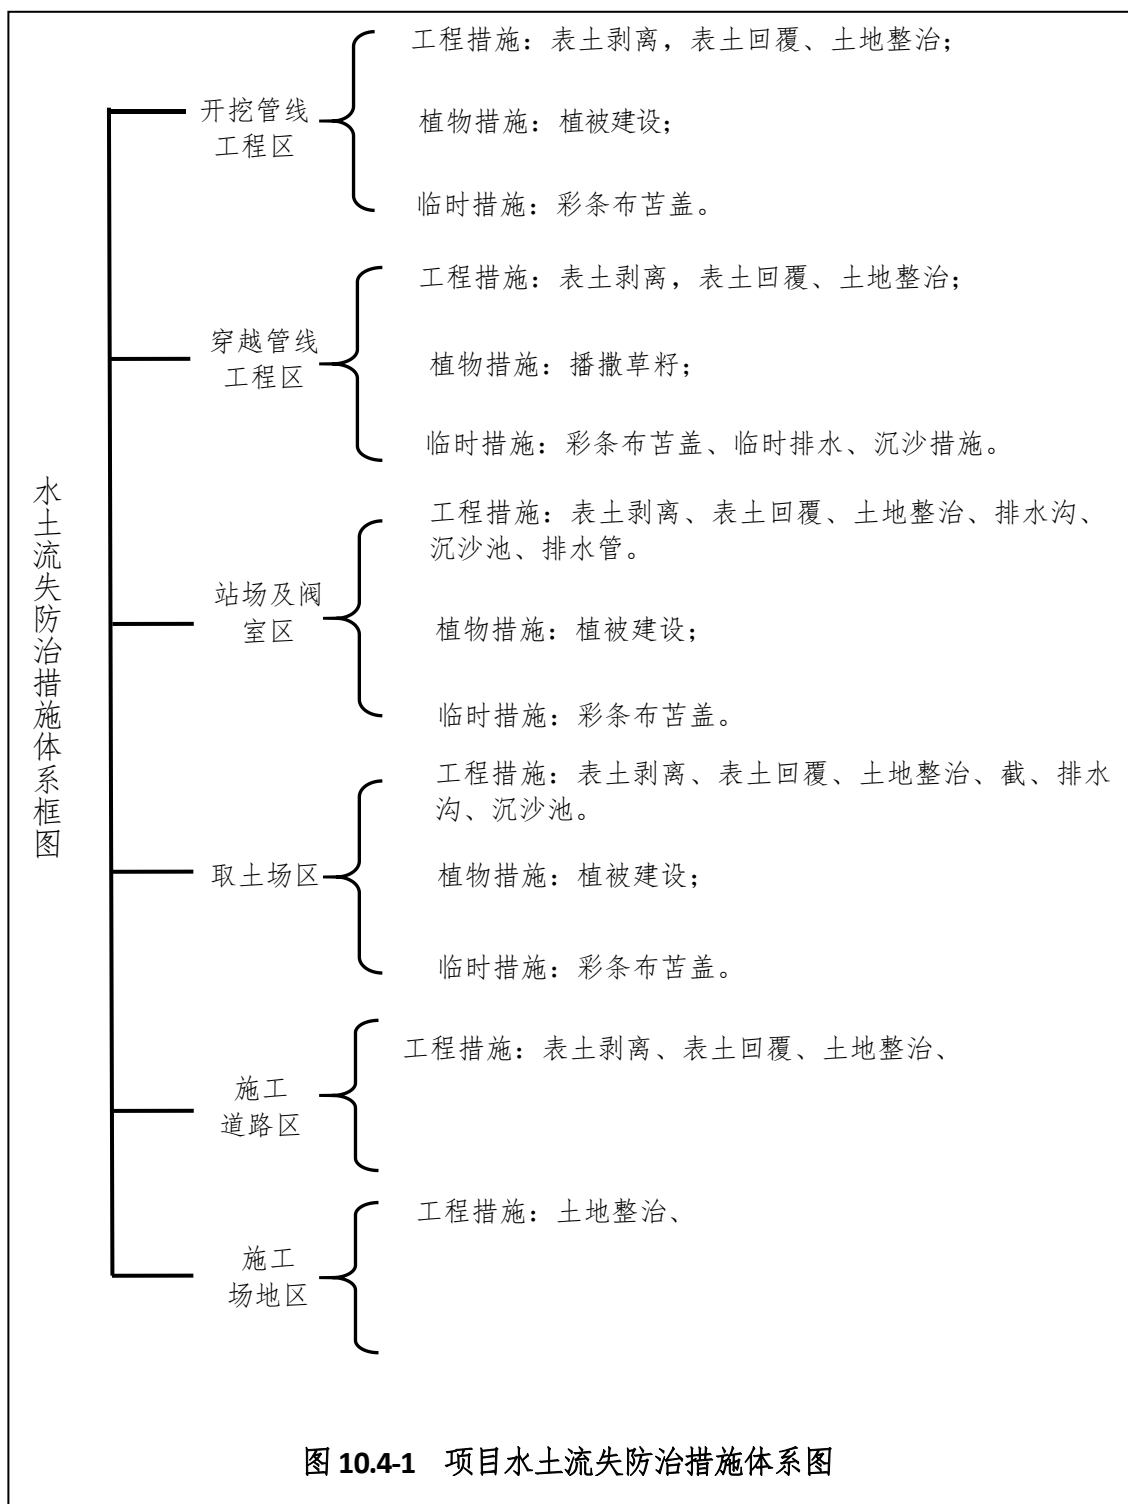 水土流失防治措施体系框图
开挖管线
工程区
工程措施：表土剥离，表土回覆、土地整治；
植物措施：植被建设；
临时措施：彩条布苫盖。
穿越管线
工程区
工程措施：表土剥离，表土回覆、土地整治；
植物措施：播撒草籽；
临时措施：彩条布苫盖、临时排水、沉沙措施。
站场及阀
室区
工程措施：表土剥离、表土回覆、土地整治、排水沟、
沉沙池、排水管。
植物措施：植被建设；
临时措施：彩条布苫盖。
取土场区
工程措施：表土剥离、表土回覆、土地整治、截、排水
沟、沉沙池。
植物措施：植被建设；
临时措施：彩条布苫盖。
施工
道路区
工程措施：表土剥离、表土回覆、土地整治、
施工
场地区
工程措施：土地整治、
图 10.4-1 项目水土流失防治措施体系图